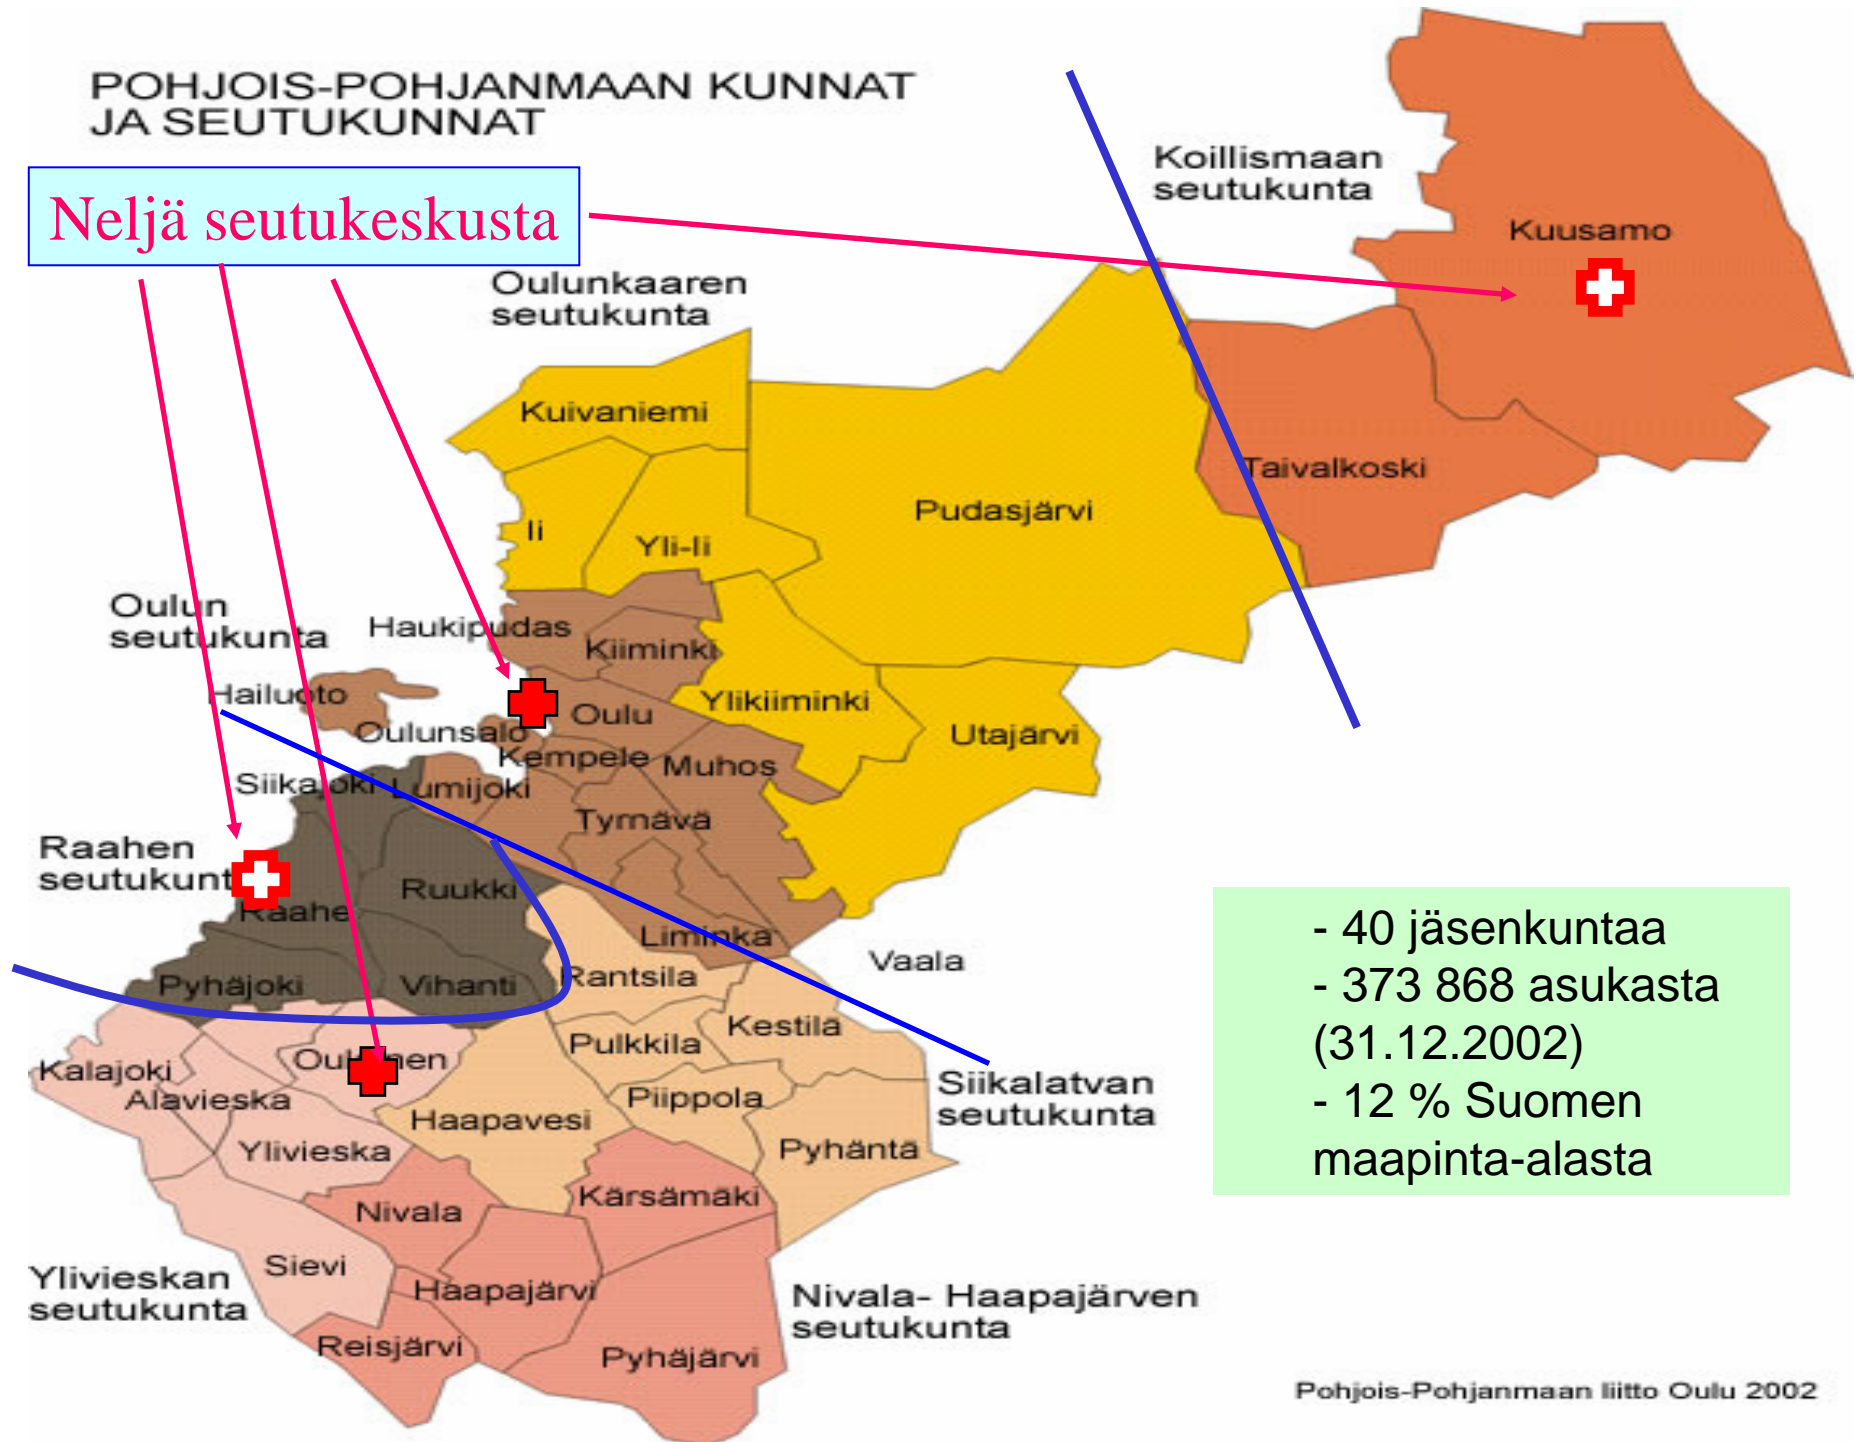 POHJOIS-POHJANMAAN KUNNAT
JA SEUTUKUNNAT
Neljä seutukeskusta
Koillismaan
seutukunta
Kuusamo
Oulunkaaren
seutukunta
Kuivaniemi
Taivalkoski
Pudasjärvi
Ii
Yli-Ii
Oulun
seutukunta
Haukipudas
Kiiminki
Hailuoto
Ylikiiminki
Oulu
Oulunsalo
Utajärvi
Kempele
Muhos
Siikajoki
Lumijoki
Tyrnävä
Raahen
seutukunt
Ruukki
Raahe
Liminka
Vaala
Rantsila
Pyhäjoki
Vihanti
Kestilä
Pulkkila
Oulainen
Kalajoki
Alavieska
Piippola
Siikalatvan
seutukunta
Haapavesi
Ylivieska
Pyhäntä
Kärsämäki
Nivala
Sievi
Ylivieskan
seutukunta
Haapajärvi
Nivala- Haapajärven
seutukunta
Reisjärvi
Pyhäjärvi
- 40 jäsenkuntaa
- 373 868 asukasta
(31.12.2002)
- 12 % Suomen
maapinta-alasta
Pohjois-Pohjanmaan liitto Oulu 2002